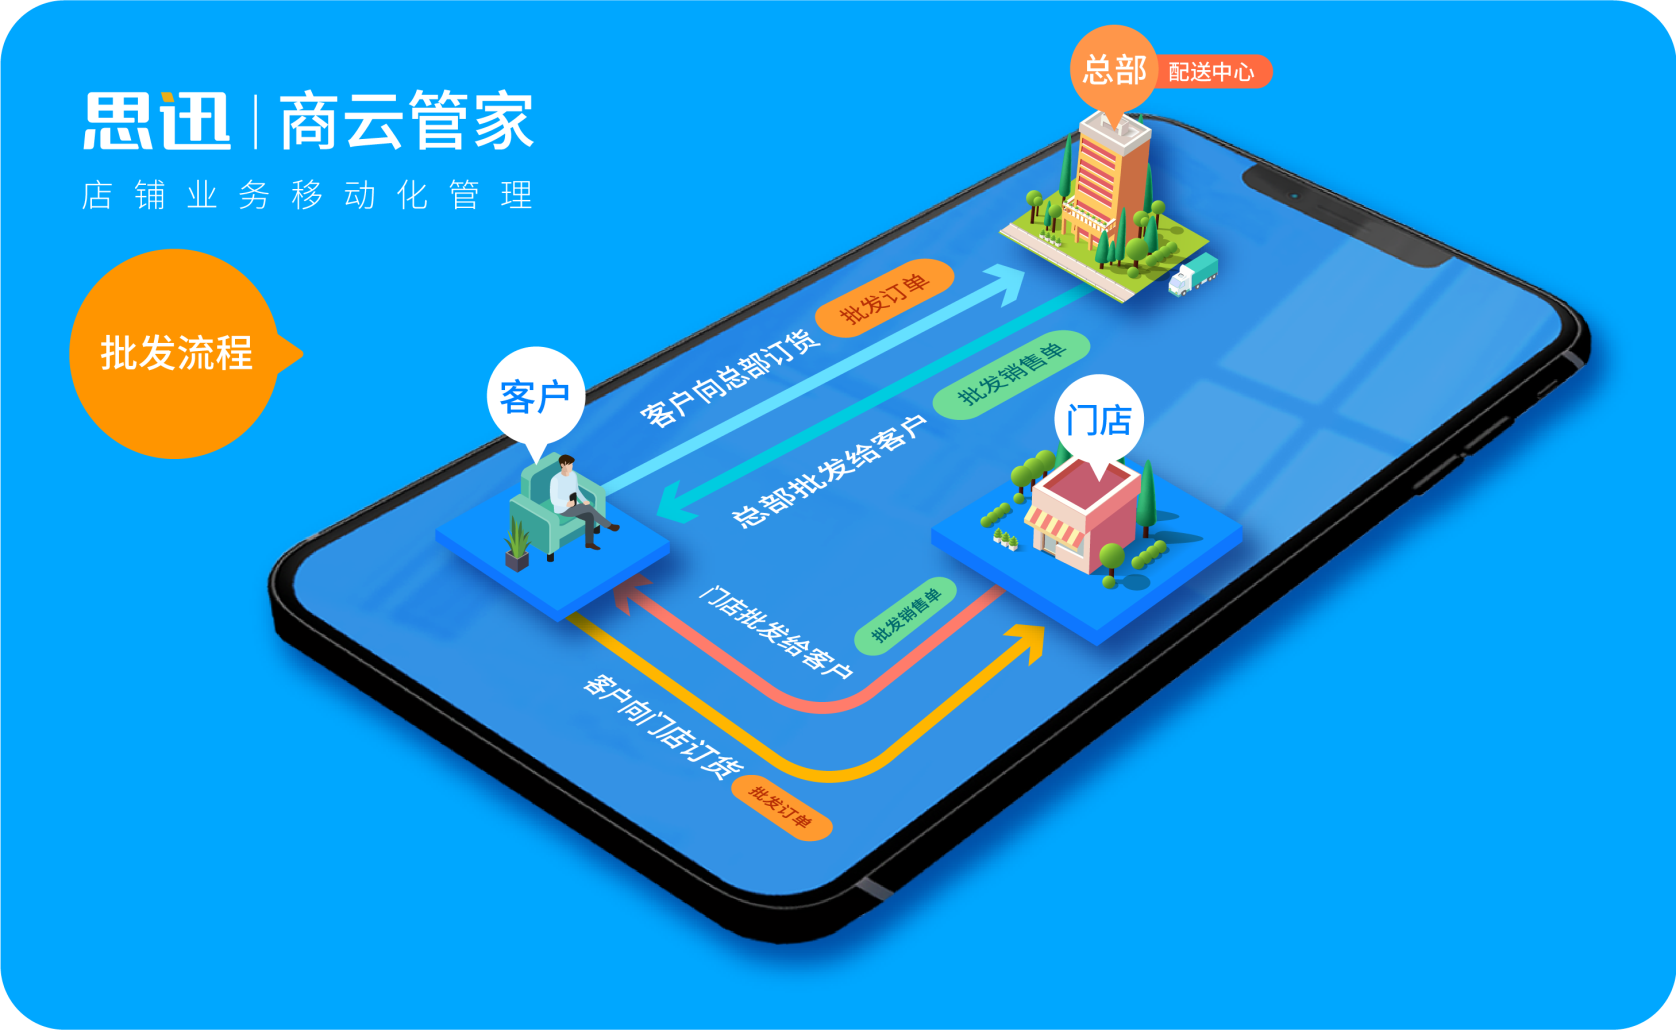 思迅 | 商云管家
店铺业务移动化管理
批发流程
总部
配送中心
批发订单
客户向总部订货
批发销售单
总部批发给客户
客户
门店
门店批发给客户
批发销售单
客户向门店订货
批发订单